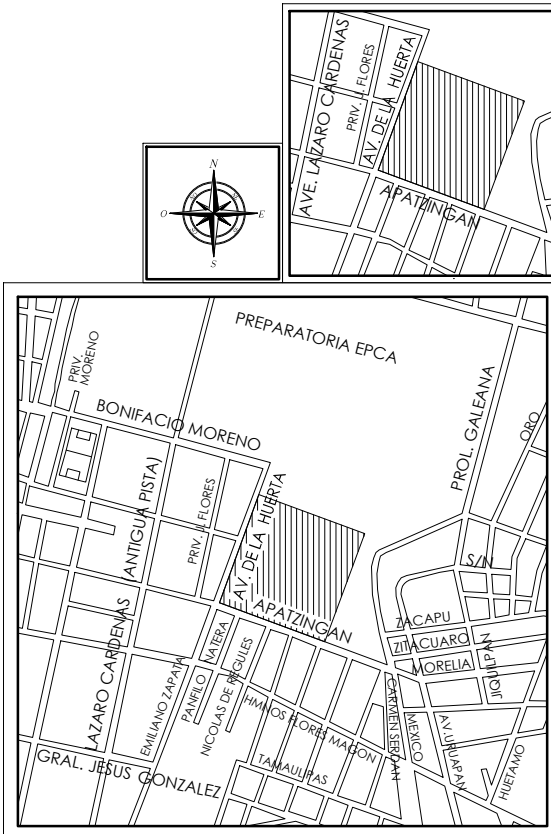 AVE. LAZARO CARDENAS
PRIV. J. FLORES
AV. DE LA HUERTA
APATZINGAN
N
O
E
S
PREPARATORIA EPCA
PRIV. MORENO
BONIFACIO MORENO
PROL. GALEANA
ORO
LAZARO CARDENAS (ANTIGUA PISTA)
PRIV. J. FLORES
AV. DE LA HUERTA
APATZINGAN
S/N
ZACAPU
ZITACUARO
MORELIA
JIQUILPAN
EMILIANO ZAPATA
PANFILO NATERA
NICOLAS DE REGULES
HMNOS FLORES MAGON
CARMEN SERDAN
MEXICO
AV. URUAPAN
HUETAMO
TAMAULIPAS
GRAL. JESUS GONZALEZ